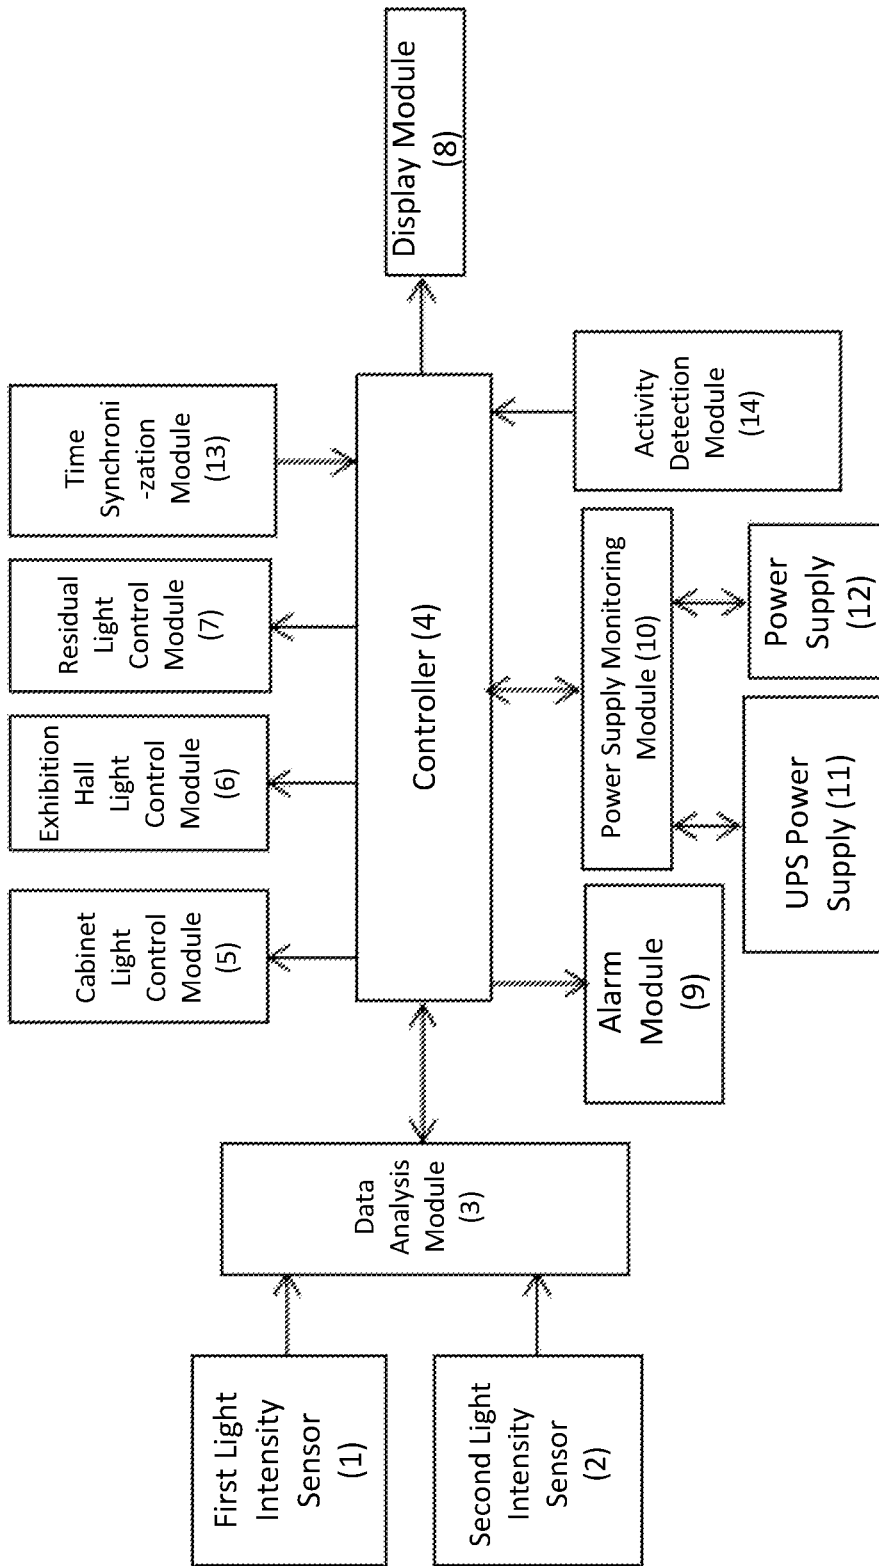 First Light
Intensity
Sensor
(1)
Second Light
Intensity
Sensor
(2)
Data
Analysis
Module
(3)
Cabinet
Light
Control
Module
(5)
Exhibition
Hall
Light
Control
Module
(6)
Residual
Light
Control
Module
(7)
Time
Synchroni
-zation
Module
(13)
Controller (4)
Display Module
(8)
Alarm
Module
(9)
Power Supply Monitoring
Module (10)
Activity
Detection
Module
(14)
UPS Power
Supply (11)
Power
Supply
(12)